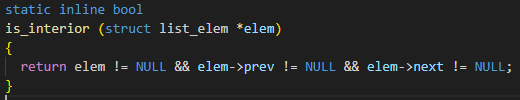 static inline bool
is_interior (struct list_elem *elem)
{
  return elem != NULL && elem->prev != NULL && elem->next != NULL;
}